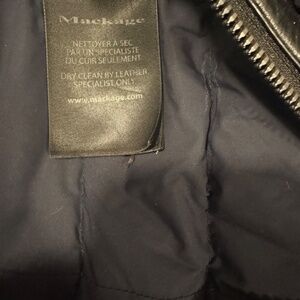 Mackage
NETTOYER A SEC
PAR UN SPECIALISTE
DU CUIR SEULEMENT
DRY CLEAN BY LEATHER
SPECIALIST ONLY
www.mackage.com